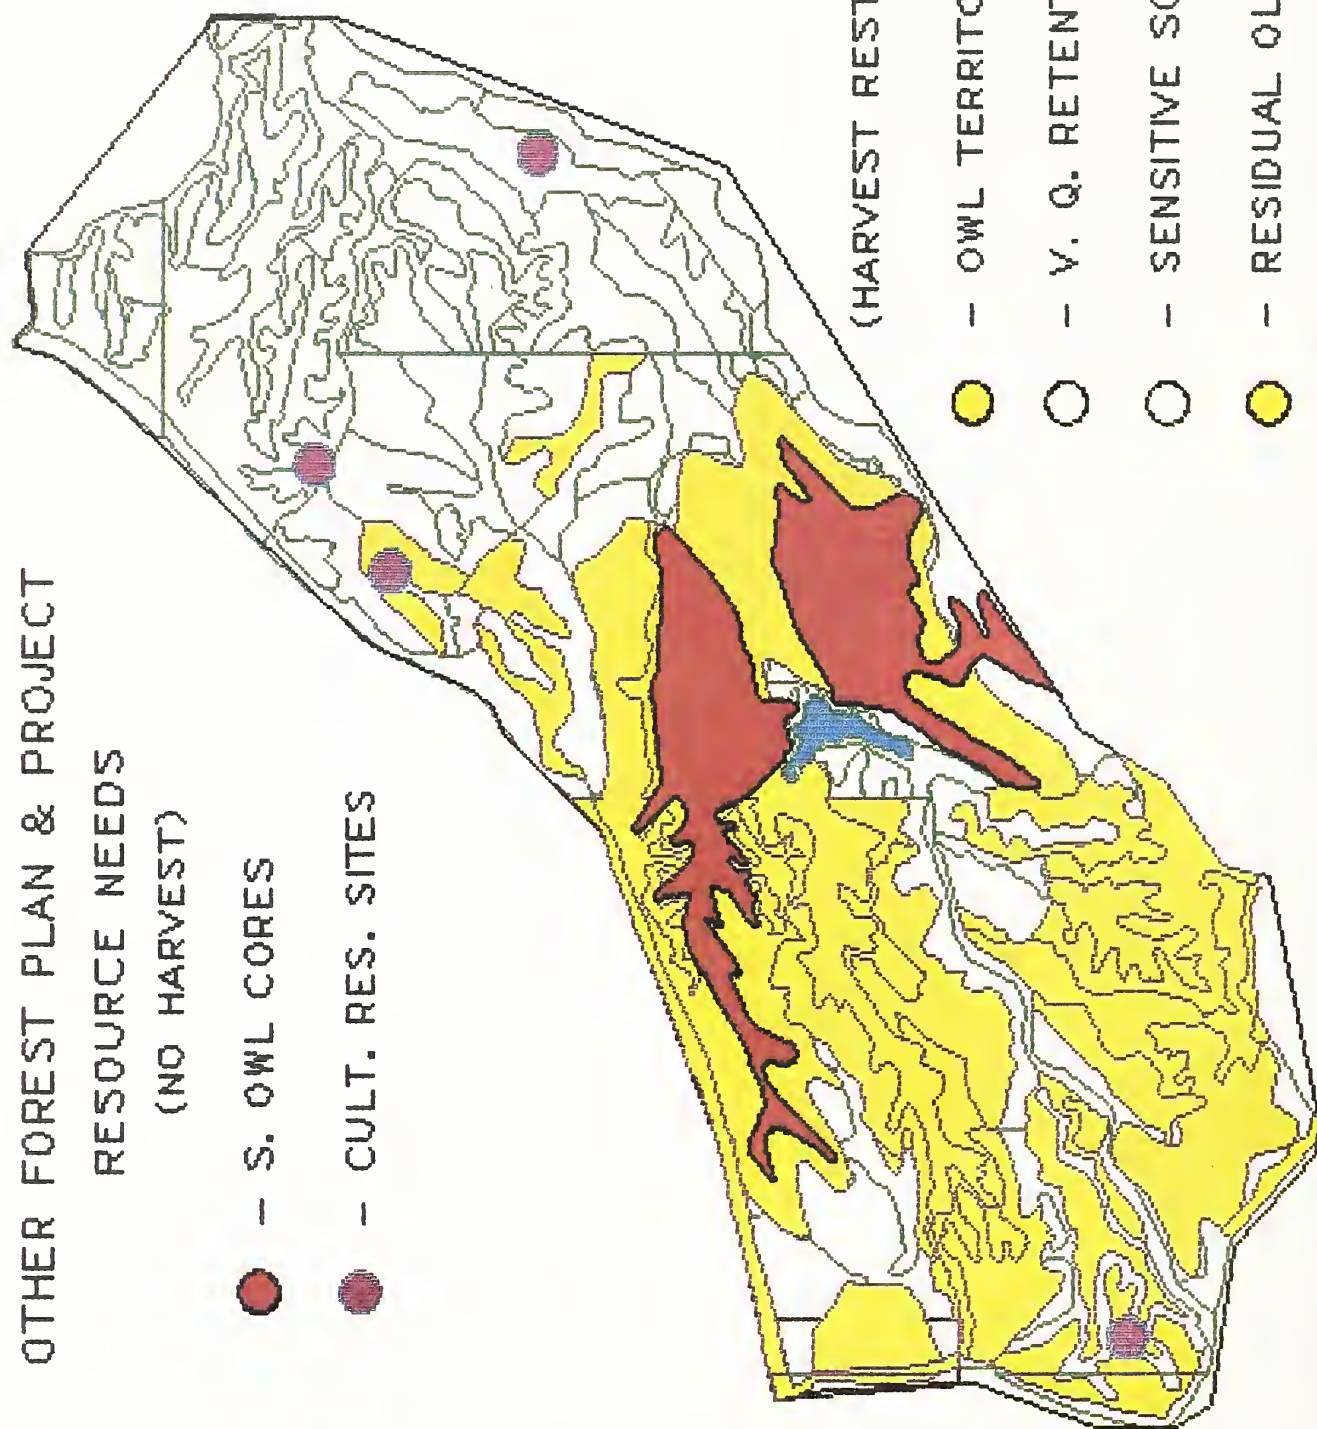 OTHER FOREST PLAN & PROJECT
RESOURCE NEEDS
(NO HARVEST)
— S. OWL CORES
— CULT. RES. SITES
(HARVEST REST
— OWL TERRITO
— V. Q. RETENT
— SENSITIVE SO
— RESIDUAL OL